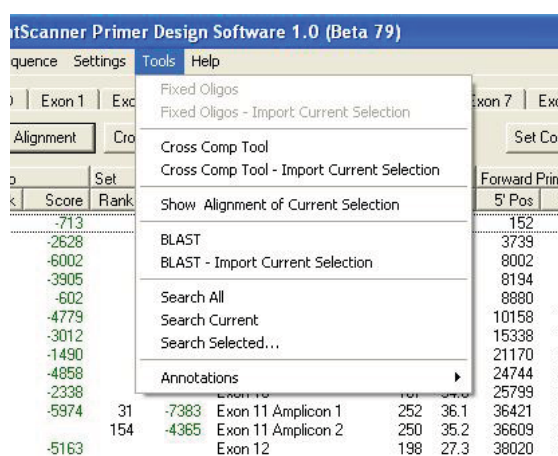 tScanner Primer Design Software 1.0 (Beta 79)
quence Settings Tools Help
Exon 1 Exc Exon 7 Exc
Alignment Cro Set Co
Set Forward Prin
Score Rank 5' Pos
Fixed Oligos
Fixed Oligos - Import Current Selection
Cross Comp Tool
Cross Comp Tool - Import Current Selection
Show Alignment of Current Selection
BLAST
BLAST - Import Current Selection
Search All
Search Current
Search Selected...
Annotations
-713 152
-2628 3739
-6002 8002
-3905 8194
-602 8880
-4779 10158
-3012 15338
-1490 21170
-4858 24744
-2338 25799
-5974 31 -7383 Exon 11 Amplicon 1 252 36.1 36421
154 -4365 Exon 11 Amplicon 2 250 35.2 36609
-5163 Exon 12 198 27.3 38020